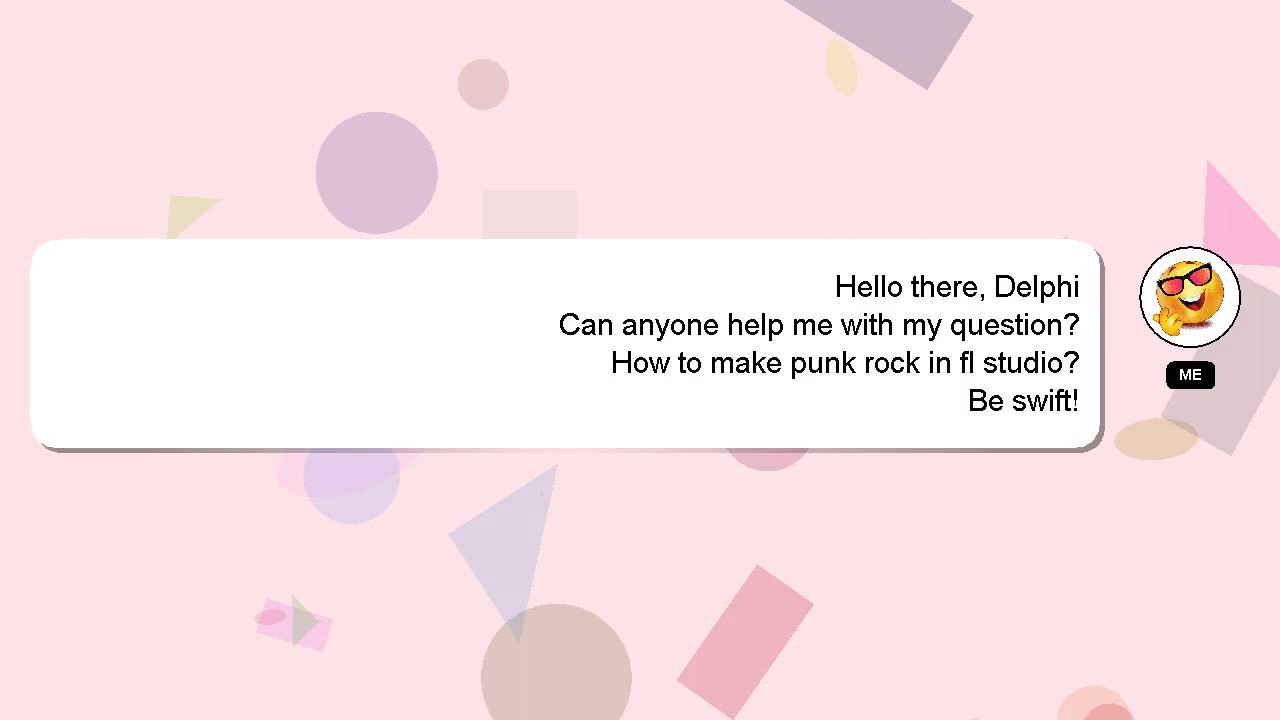 Hello there, Delphi
Can anyone help me with my question?
How to make punk rock in fl studio?
Be swift!
ME